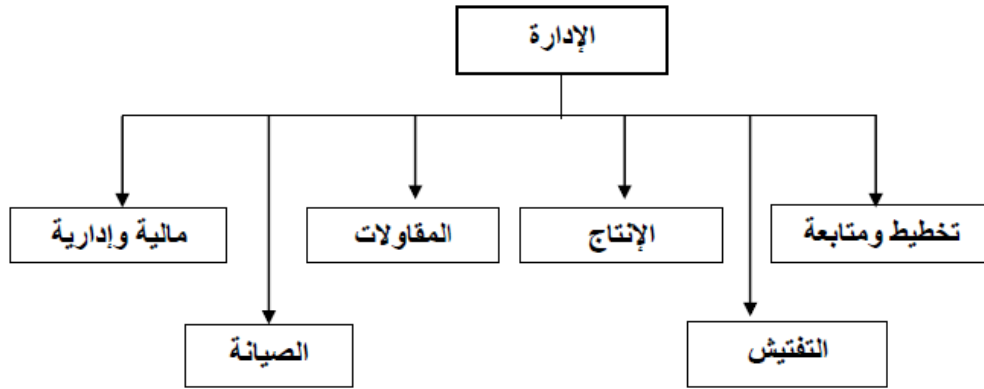 الإدارة
تخطيط ومتابعة
الإنتاج
المقاولات
مالية وإدارية
التفتيش
الصيانة